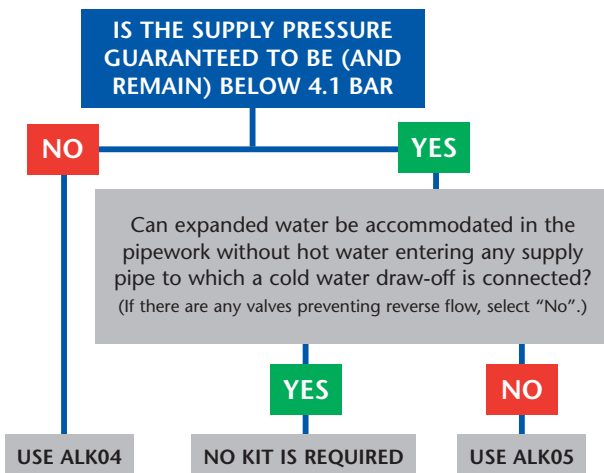 IS THE SUPPLY PRESSURE
GUARANTEED TO BE (AND
REMAIN) BELOW 4.1 BAR
NO
YES
Can expanded water be accommodated in the
pipework without hot water entering any supply
pipe to which a cold water draw-off is connected?
(If there are any valves preventing reverse flow, select “No”.)
YES
NO
USE ALK04
NO KIT IS REQUIRED
USE ALK05